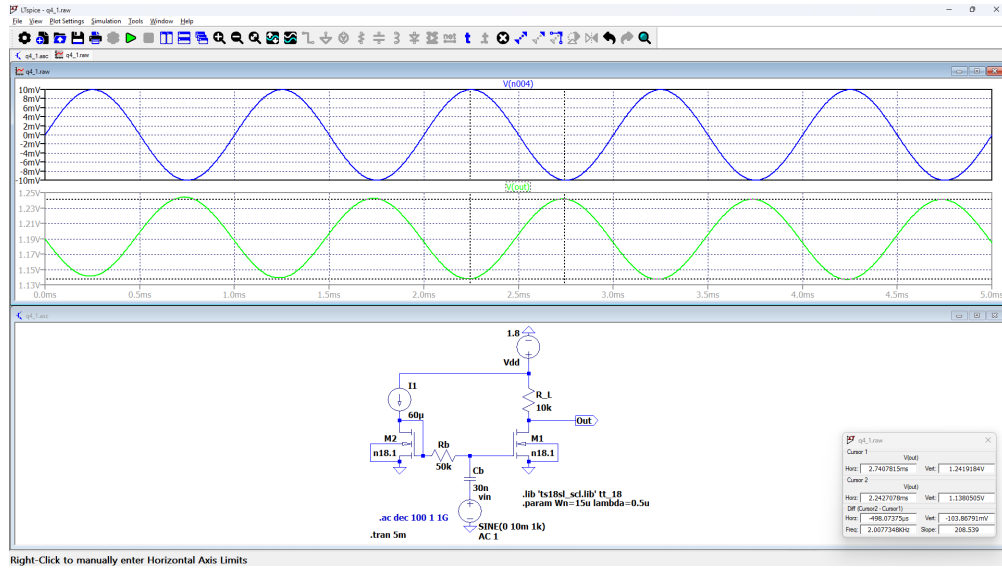 LTspice - q4_1.raw
File View Plot Settings Simulation Tools Window Help
q4_1.asc q4_1.raw
q4_1.raw
V(n004)
10mV
8mV
6mV
4mV
2mV
0mV
-2mV
-4mV
-6mV
-8mV
-10mV
V(out)
1.25V
1.23V
1.21V
1.19V
1.17V
1.15V
1.13V
0.0ms 0.5ms 1.0ms 1.5ms 2.0ms 2.5ms 3.0ms 3.5ms 4.0ms 4.5ms 5.0ms
q4_1.asc
1.8
Vdd
I1
60µ
R_L
10k
Out
M2
n18.1
Rb
50k
M1
n18.1
Cb
30n
vin
.lib 'ts18sl_scl.lib' tt_18
.param Wn=15u lambda=0.5u
.ac dec 100 1 1G
SINE(0 10m 1k)
.tran 5m
AC 1
q4_1.raw
Cursor 1
V(out)
Horz: 2.7407815ms Vert: 1.2419184V
Cursor 2
V(out)
Horz: 2.2427078ms Vert: 1.1380505V
Diff (Cursor2 - Cursor1)
Horz: -498.07375µs Vert: -103.86791mV
Freq: 2.0077348KHz Slope: 208.539
Right-Click to manually enter Horizontal Axis Limits